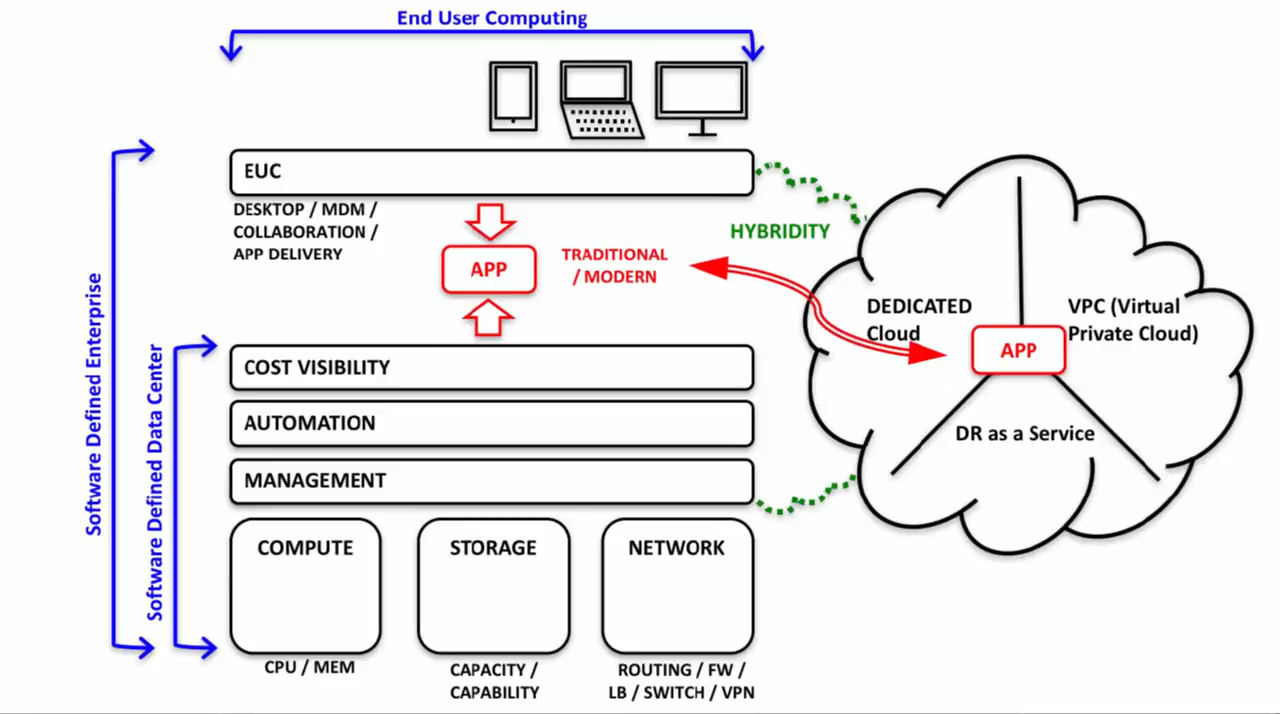 End User Computing
EUC
DESKTOP / MDM /
COLLABORATION /
APP DELIVERY
APP
TRADITIONAL
/ MODERN
HYBRIDITY
COST VISIBILITY
AUTOMATION
MANAGEMENT
COMPUTE
STORAGE
NETWORK
CPU / MEM
CAPACITY /
CAPABILITY
ROUTING / FW /
LB / SWITCH / VPN
Software Defined Enterprise
Software Defined Data Center
DEDICATED
Cloud
VPC (Virtual
Private Cloud)
APP
DR as a Service